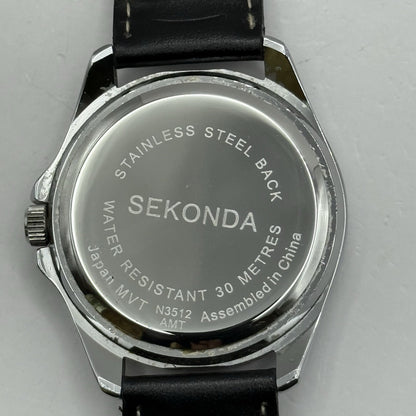 STAINLESS STEEL BACK
SEKONDA
WATER RESISTANT 30 METRES
Japan MVT N3512 Assembled in China
AMT